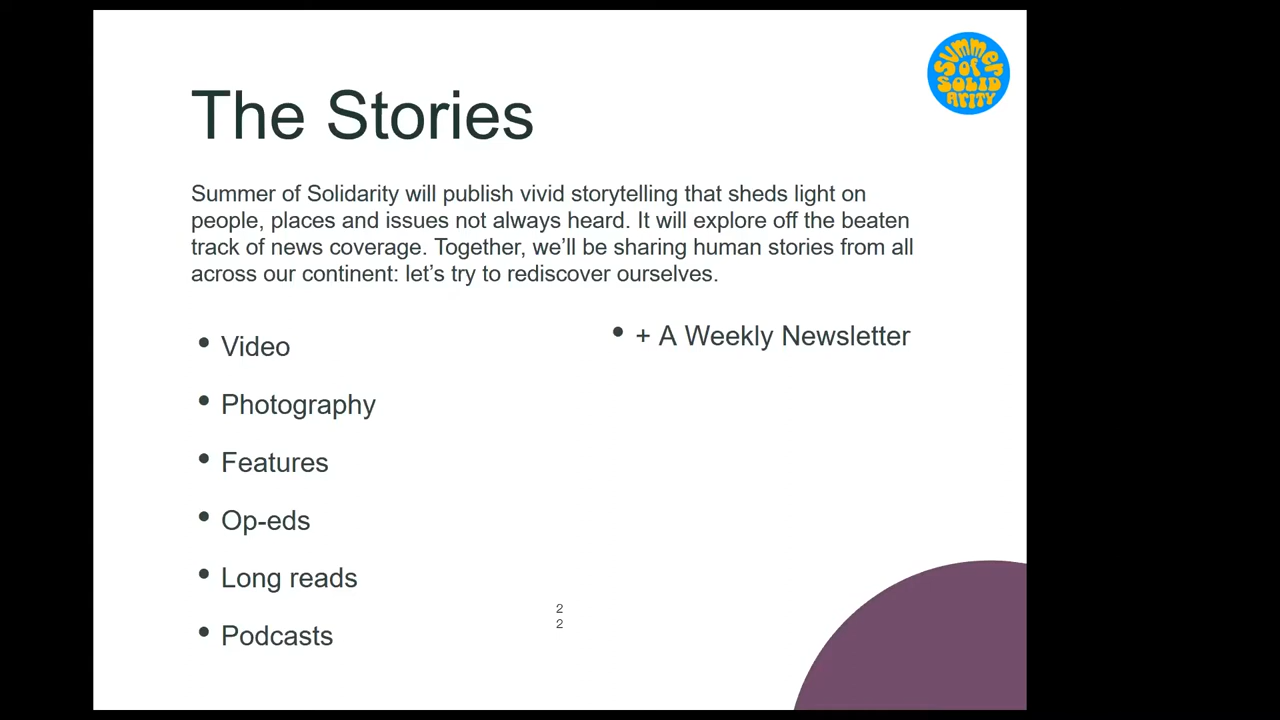 Summer
of
SOLID
ARITY
The Stories
Summer of Solidarity will publish vivid storytelling that sheds light on
people, places and issues not always heard. It will explore off the beaten
track of news coverage. Together, we’ll be sharing human stories from all
across our continent: let’s try to rediscover ourselves.
• Video
• Photography
• Features
• Op-eds
• Long reads
• Podcasts
• + A Weekly Newsletter
2
2